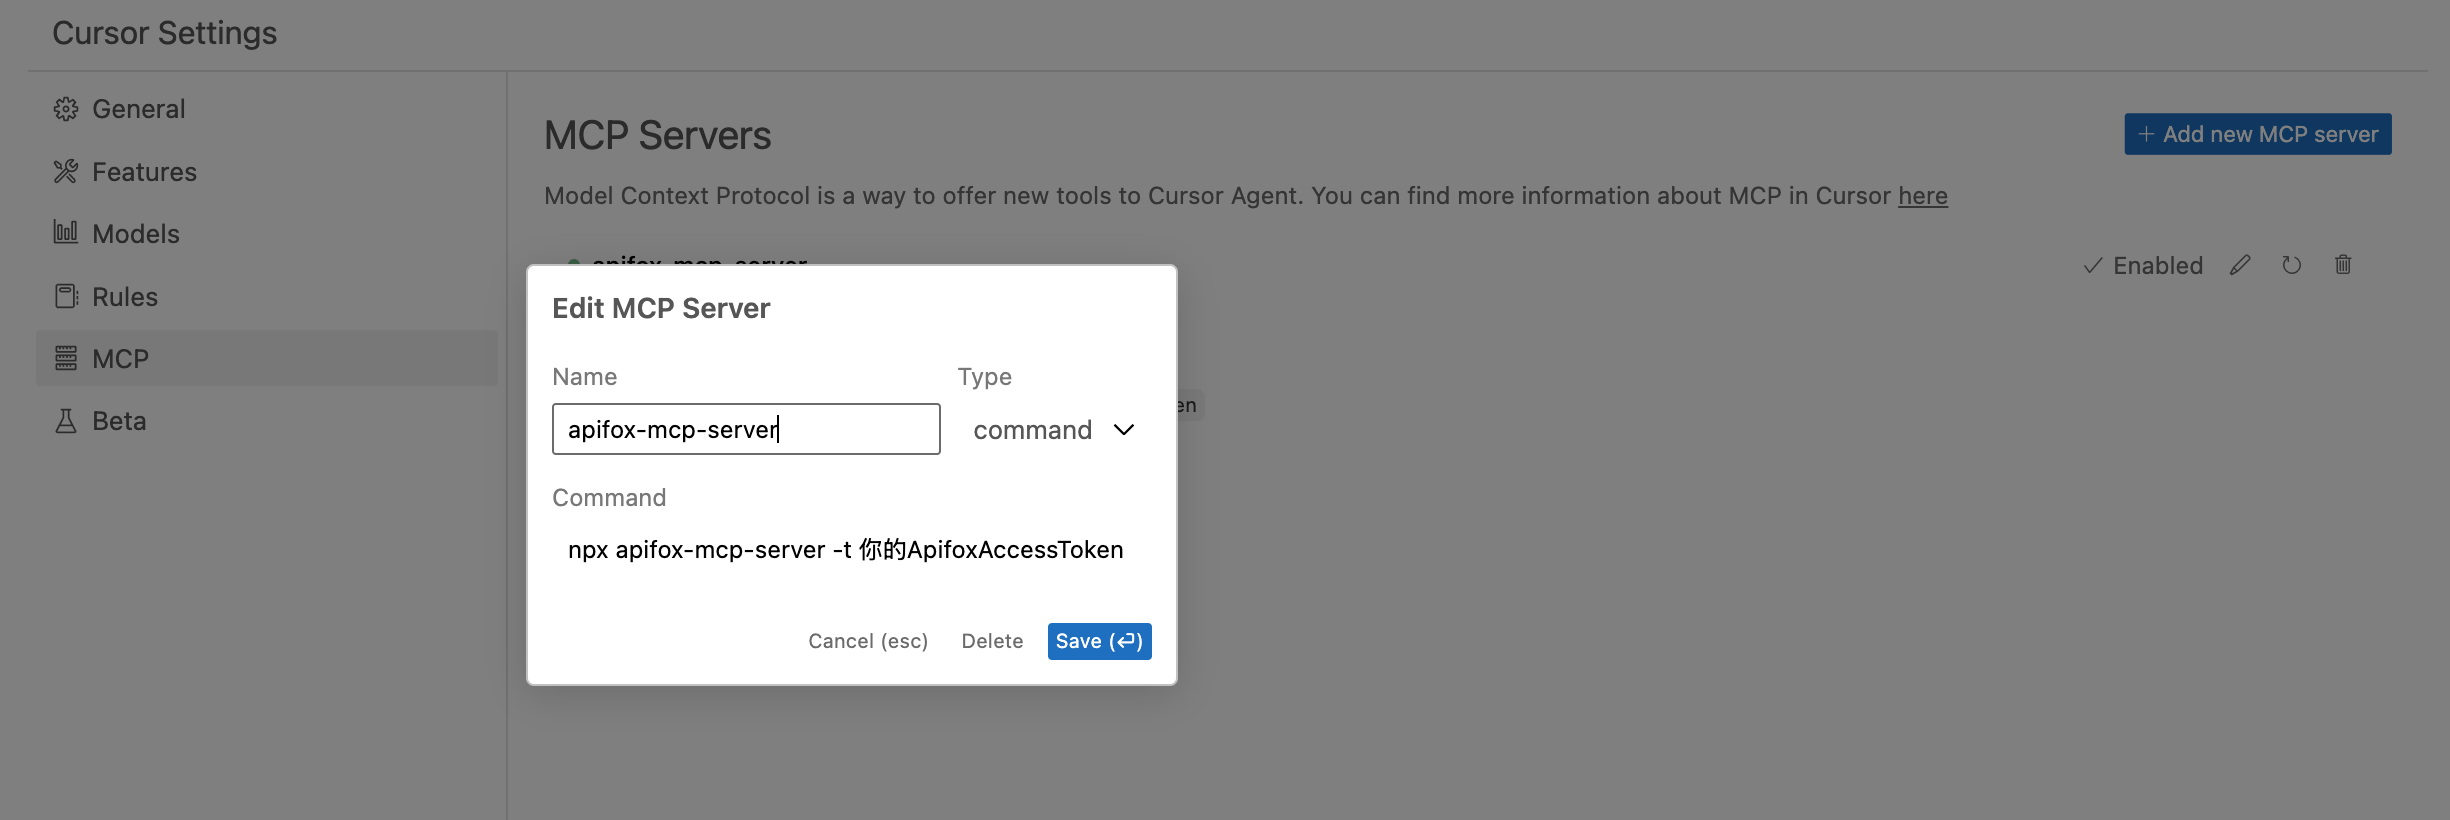 Cursor Settings
General
Features
Models
Rules
MCP
Beta
MCP Servers
+ Add new MCP server
Model Context Protocol is a way to offer new tools to Cursor Agent. You can find more information about MCP in Cursor here
apifox-mcp-server
Enabled
en
Edit MCP Server
Name
Type
apifox-mcp-server
command
Command
npx apifox-mcp-server -t 你的ApifoxAccessToken
Cancel (esc)
Delete
Save (⏎)